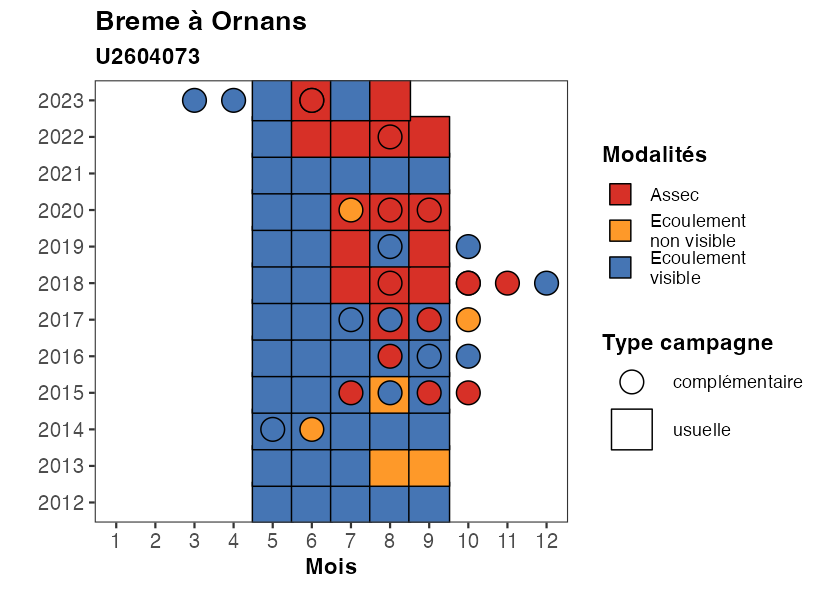 Breme à Ornans
U2604073
2023
2022
2021
2020
2019
2018
2017
2016
2015
2014
2013
2012
1 2 3 4 5 6 7 8 9 10 11 12
Mois
Modalités
Assec
Ecoulement
non visible
Ecoulement
visible
Type campagne
complémentaire
usuelle